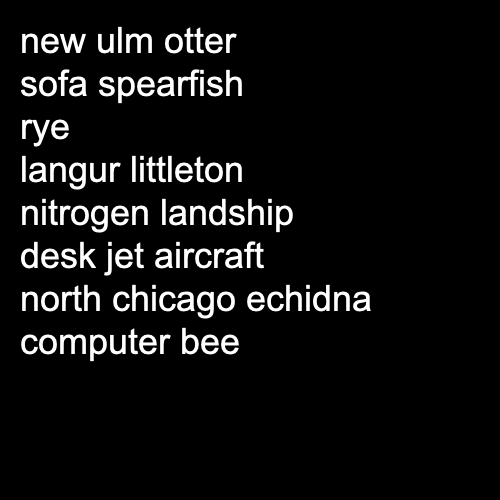 new ulm otter
sofa spearfish
rye
langur littleton
nitrogen landship
desk jet aircraft
north chicago echidna
computer bee